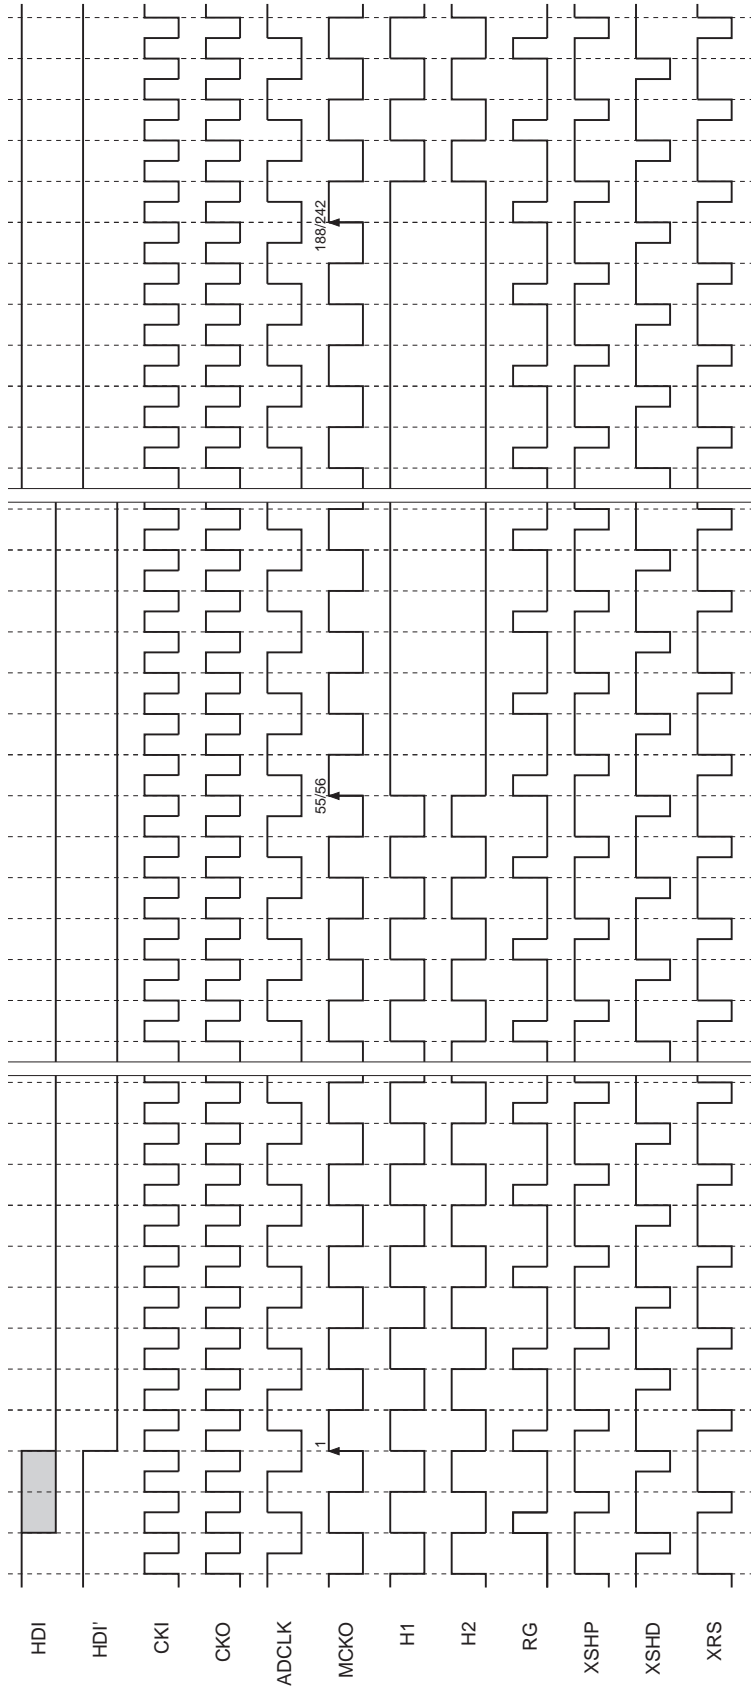 HDI
HDI'
CKI
CKO
ADCLK
MCKO
1
55/56
188/242
H1
H2
RG
XSHP
XSHD
XRS